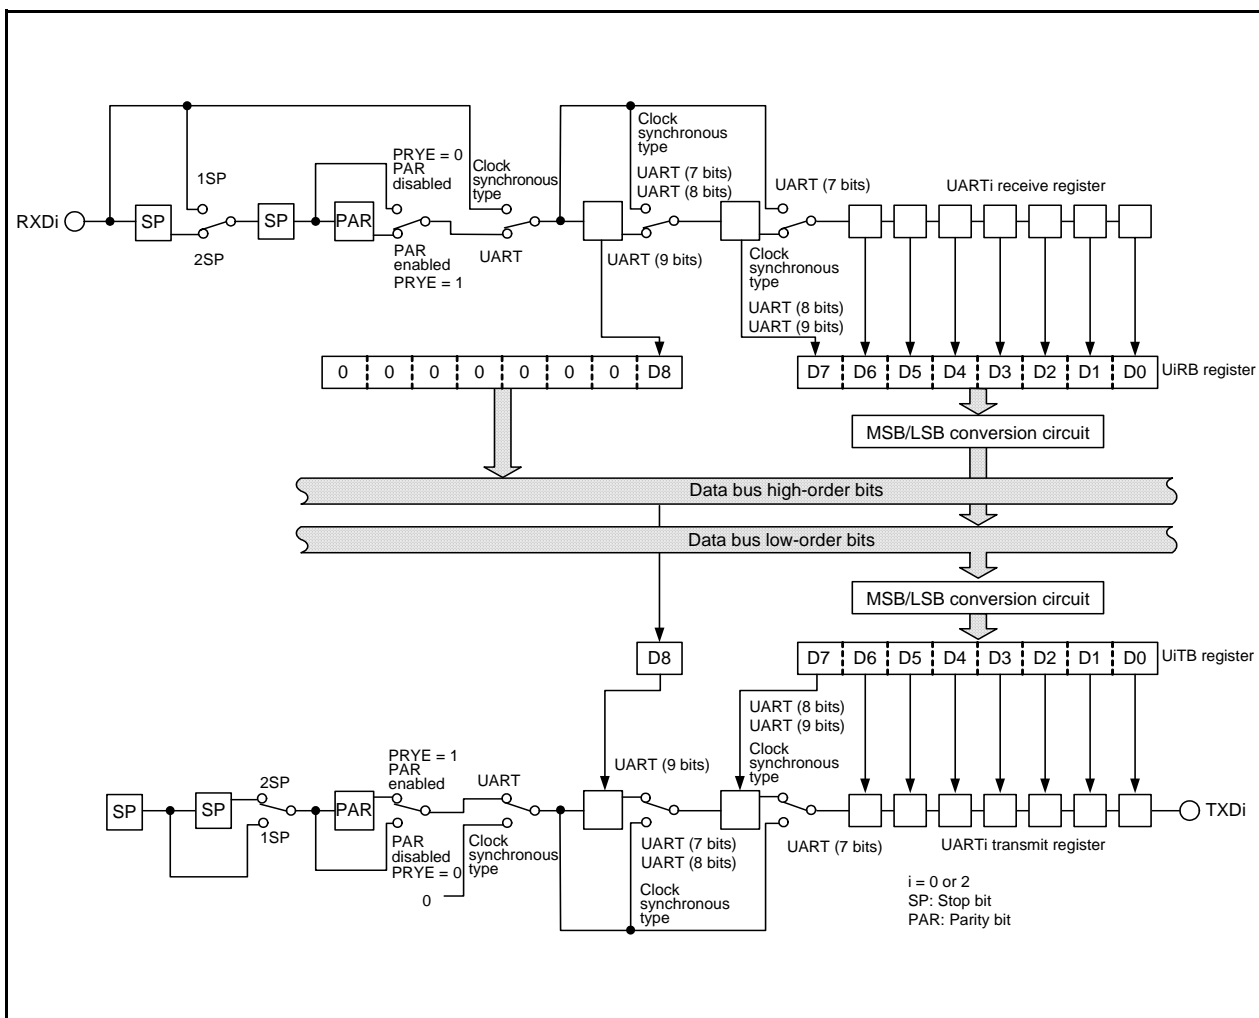 Clock
synchronous
type
PRYE = 0
PAR
disabled
Clock
synchronous
type
UART (7 bits)
UART (8 bits)
UART (7 bits)
UARTi receive register
1SP
RXDi
SP
SP
PAR
2SP
PAR
enabled
PRYE = 1
UART
UART (9 bits)
Clock
synchronous
type
UART (8 bits)
UART (9 bits)
0 0 0 0 0 0 0 D8
D7 D6 D5 D4 D3 D2 D1 D0
UiRB register
MSB/LSB conversion circuit
Data bus high-order bits
Data bus low-order bits
MSB/LSB conversion circuit
D8
D7 D6 D5 D4 D3 D2 D1 D0
UiTB register
UART (8 bits)
UART (9 bits)
PRYE = 1
PAR
enabled
2SP
UART
UART (9 bits)
Clock
synchronous
type
SP
SP
PAR
TXDi
1SP
PAR
disabled
PRYE = 0
Clock
synchronous
type
0
UART (7 bits)
UART (8 bits)
Clock
synchronous
type
UART (7 bits)
UARTi transmit register
i = 0 or 2
SP: Stop bit
PAR: Parity bit